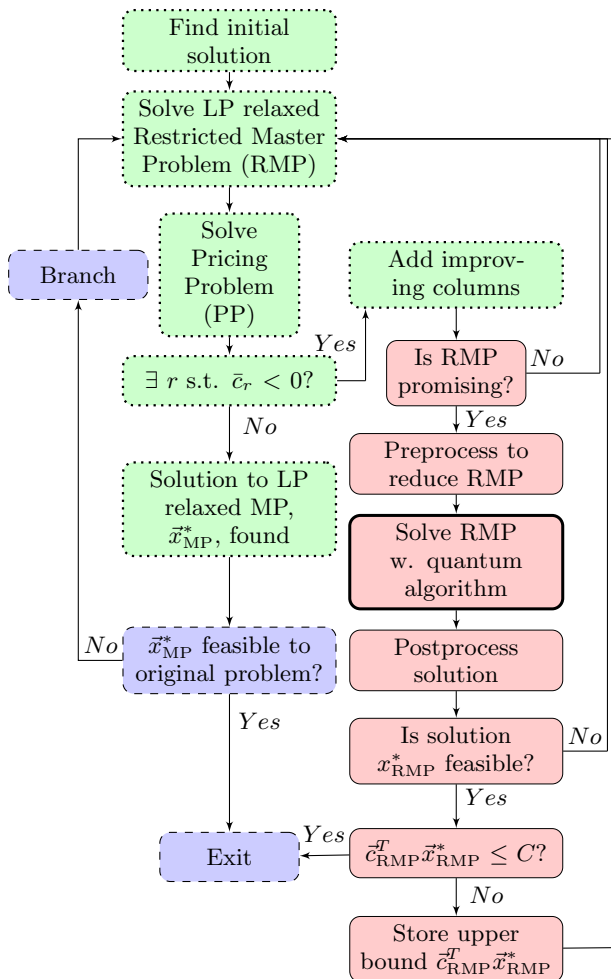 Find initial
solution
Solve LP relaxed
Restricted Master
Problem (RMP)
Solve
Pricing
Problem
(PP)
Branch
Add improv-
ing columns
Yes
∃ r s.t. c̄_r < 0?
Is RMP
promising?
No
No
Yes
Preprocess to
reduce RMP
Solution to LP
relaxed MP,
x⃗*_MP, found
Solve RMP
w. quantum
algorithm
No
x⃗*_MP feasible to
original problem?
Postprocess
solution
Yes
Is solution
x*_RMP feasible?
No
Yes
Exit
Yes
c⃗^T_RMP x⃗*_RMP ≤ C?
No
Store upper
bound c⃗^T_RMP x⃗*_RMP